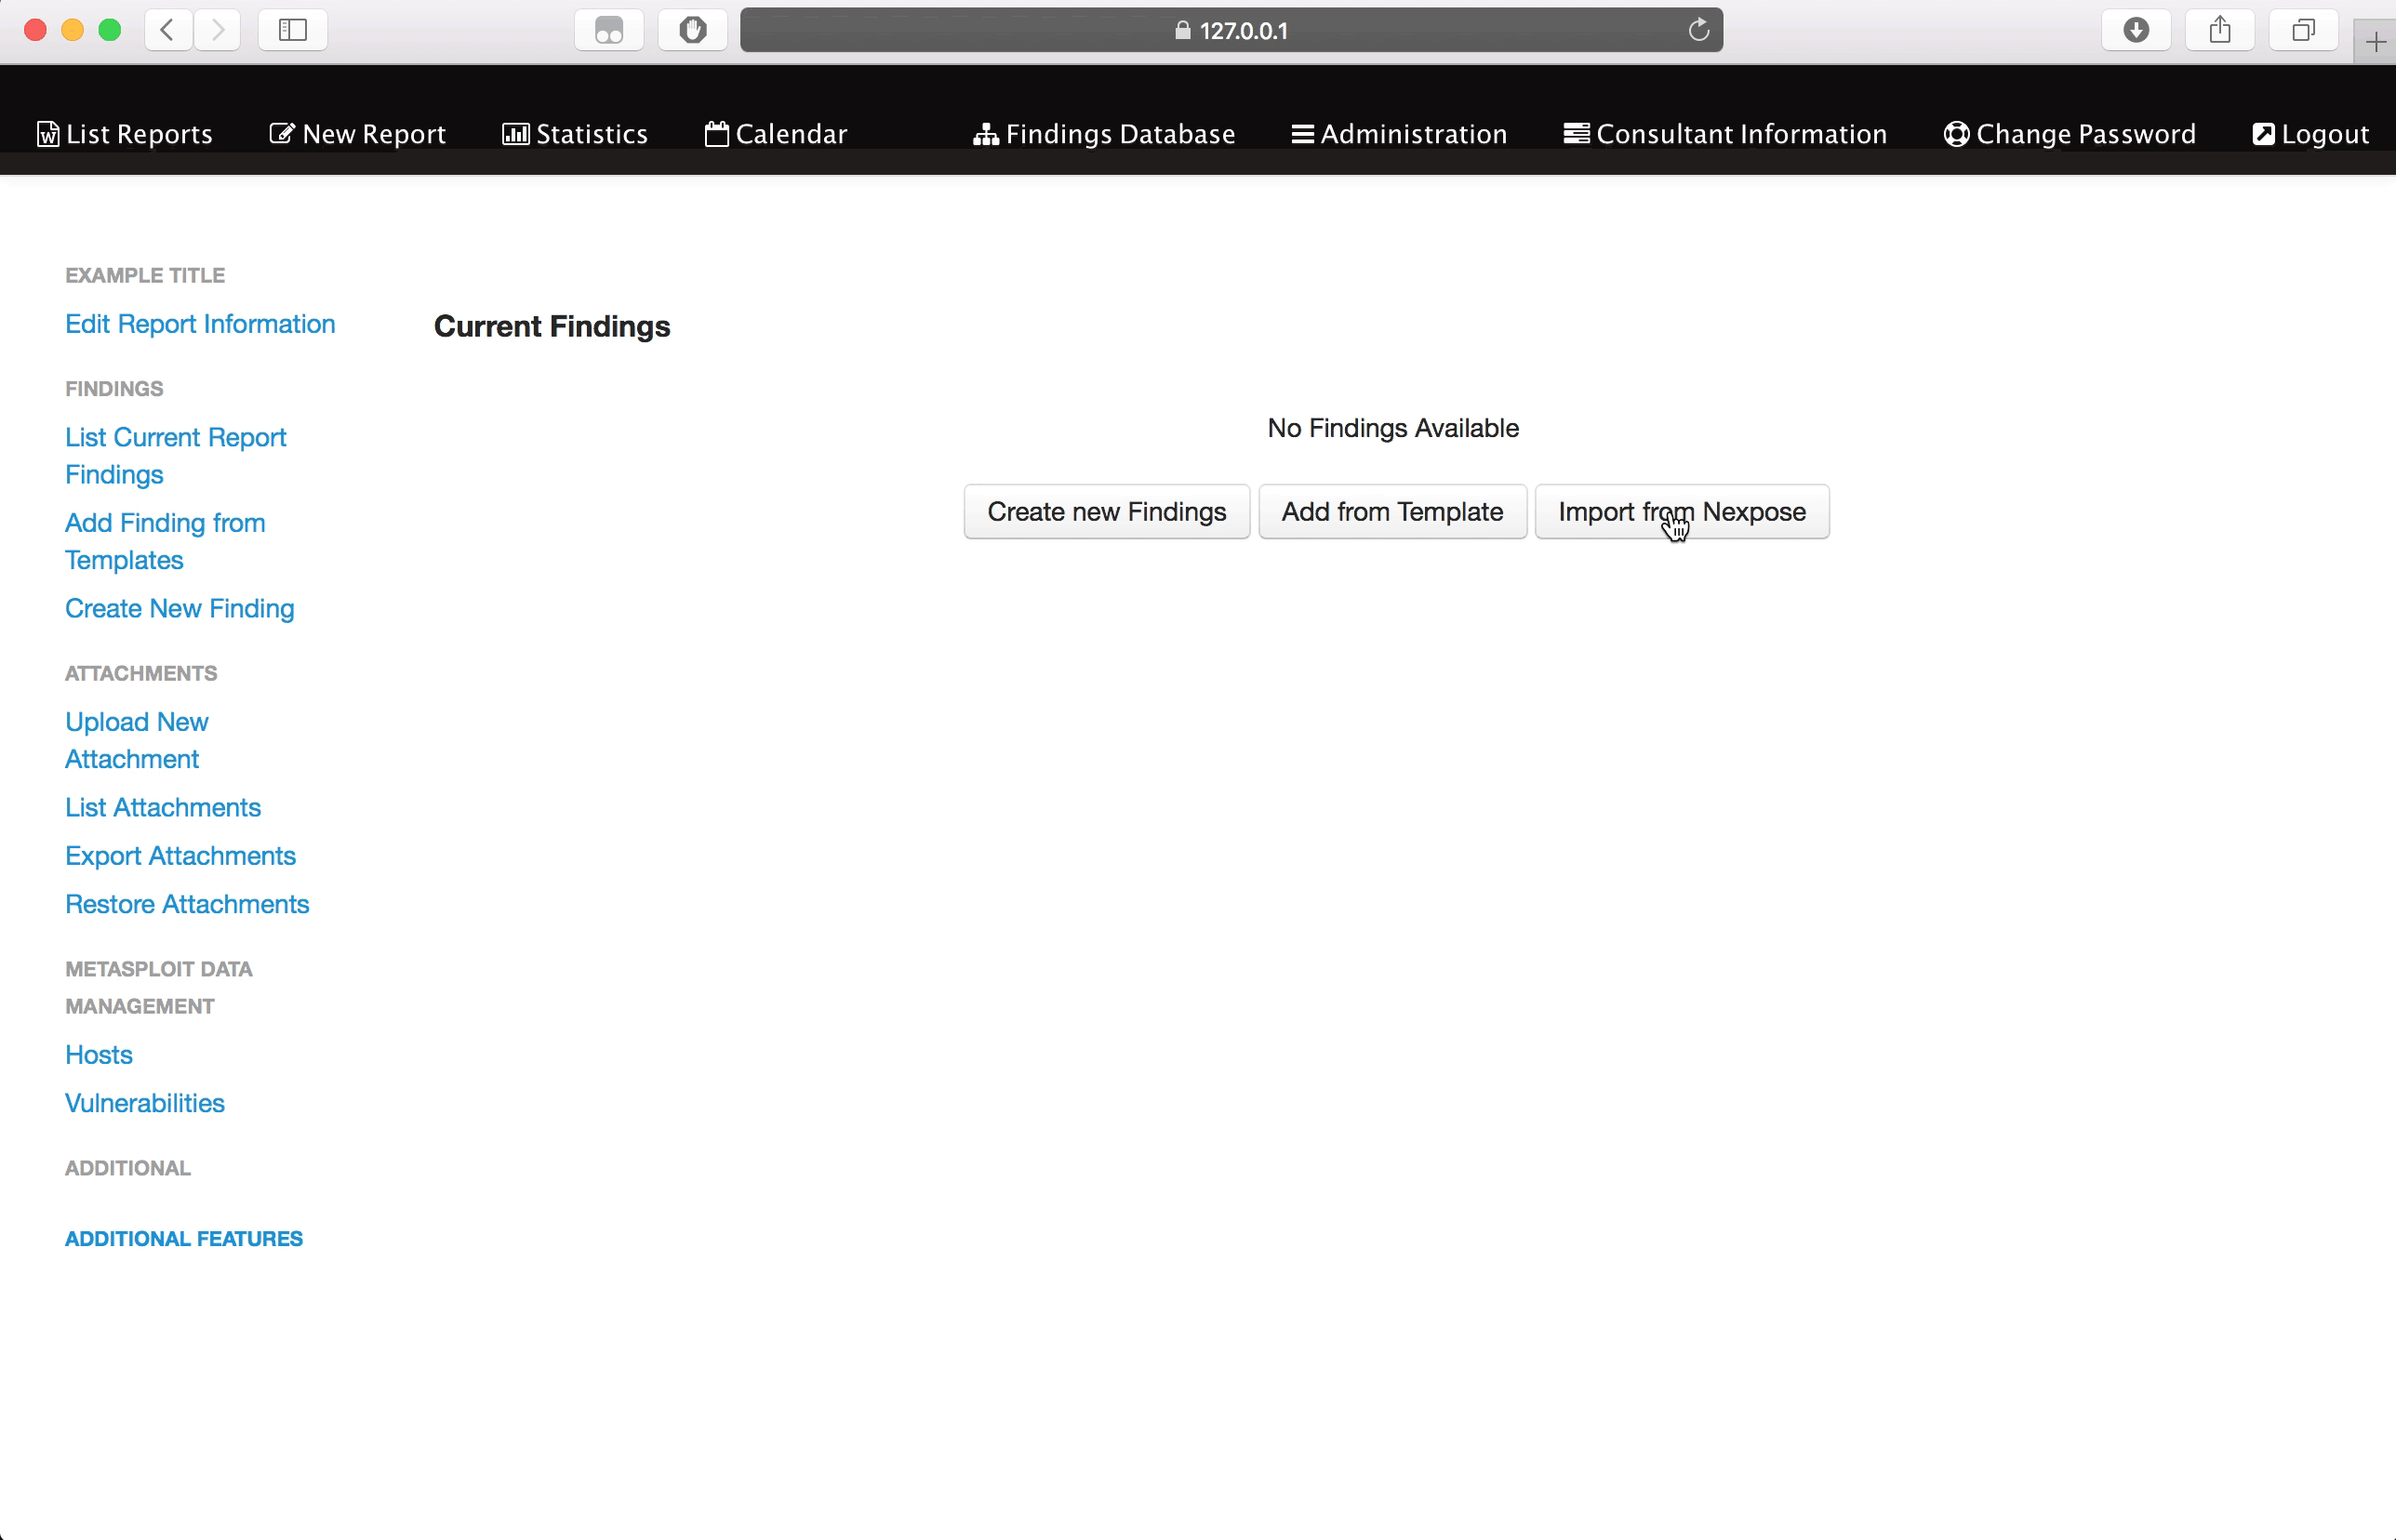 127.0.0.1
List Reports New Report Statistics Calendar Findings Database Administration Consultant Information Change Password Logout
EXAMPLE TITLE
Edit Report Information
FINDINGS
List Current Report
Findings
Add Finding from
Templates
Create New Finding
ATTACHMENTS
Upload New
Attachment
List Attachments
Export Attachments
Restore Attachments
METASPLOIT DATA
MANAGEMENT
Hosts
Vulnerabilities
ADDITIONAL
ADDITIONAL FEATURES
Current Findings
No Findings Available
Create new Findings Add from Template Import from Nexpose